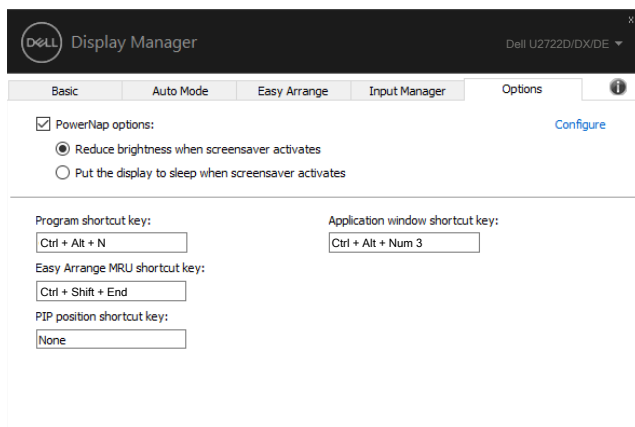 x
DELL Display Manager
Dell U2722D/DX/DE
Basic Auto Mode Easy Arrange Input Manager Options i
PowerNap options: Configure
Reduce brightness when screensaver activates
Put the display to sleep when screensaver activates
Program shortcut key: Application window shortcut key:
Ctrl + Alt + N Ctrl + Alt + Num 3
Easy Arrange MRU shortcut key:
Ctrl + Shift + End
PIP position shortcut key:
None